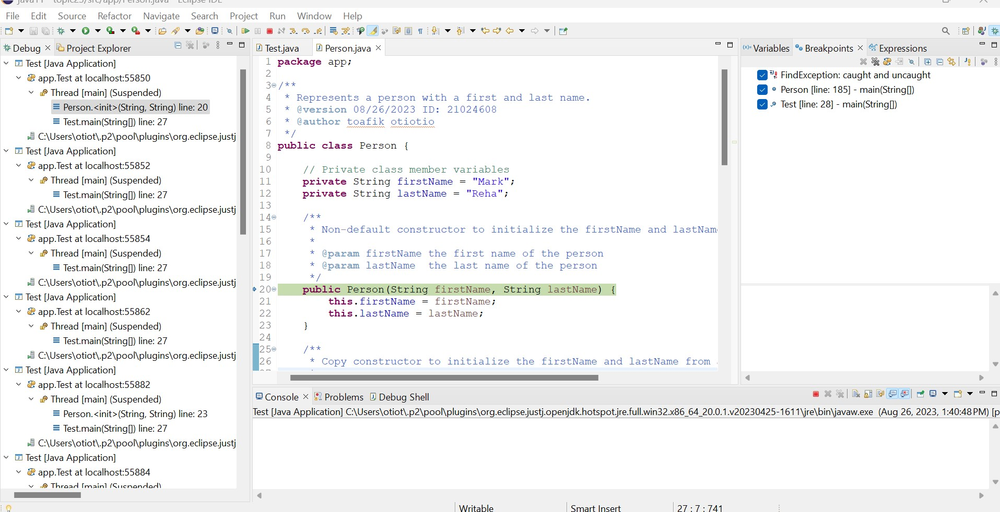 File Edit Source Refactor Navigate Search Project Run Window Help
Debug Project Explorer
Test [Java Application]
app.Test at localhost:55850
Thread [main] (Suspended)
Person.<init>(String, String) line: 20
Test.main(String[]) line: 27
C:\Users\otiot\.p2\pool\plugins\org.eclipse.justj
Test [Java Application]
app.Test at localhost:55852
Thread [main] (Suspended)
Test.main(String[]) line: 27
C:\Users\otiot\.p2\pool\plugins\org.eclipse.justj
Test [Java Application]
app.Test at localhost:55854
Thread [main] (Suspended)
Test.main(String[]) line: 27
C:\Users\otiot\.p2\pool\plugins\org.eclipse.justj
Test [Java Application]
app.Test at localhost:55862
Thread [main] (Suspended)
Test.main(String[]) line: 27
C:\Users\otiot\.p2\pool\plugins\org.eclipse.justj
Test [Java Application]
app.Test at localhost:55882
Thread [main] (Suspended)
Person.<init>(String, String) line: 23
Test.main(String[]) line: 27
C:\Users\otiot\.p2\pool\plugins\org.eclipse.justj
Test [Java Application]
app.Test at localhost:55884
Thread [main] (Suspended)
Test.java Person.java
1 package app;
2
3 /**
4 * Represents a person with a first and last name.
5 * @version 08/26/2023 ID: 21024608
6 * @author toafik otiotio
7 */
8 public class Person {
9
10 // Private class member variables
11 private String firstName = "Mark";
12 private String lastName = "Reha";
13
14 /**
15 * Non-default constructor to initialize the firstName and lastNam
16 *
17 * @param firstName the first name of the person
18 * @param lastName the last name of the person
19 */
20 public Person(String firstName, String lastName) {
21 this.firstName = firstName;
22 this.lastName = lastName;
23 }
24
25 /**
26 * Copy constructor to initialize the firstName and lastName from
Variables Breakpoints Expressions
FindException: caught and uncaught
Person [line: 185] - main(String[])
Test [line: 28] - main(String[])
Console Problems Debug Shell
Test [Java Application] C:\Users\otiot\.p2\pool\plugins\org.eclipse.justj.openjdk.hotspot.jre.full.win32.x86_64_20.0.1.v20230425-1611\jre\bin\javaw.exe (Aug 26, 2023, 1:40:48 PM) [p
Writable Smart Insert 27 : 7 : 741